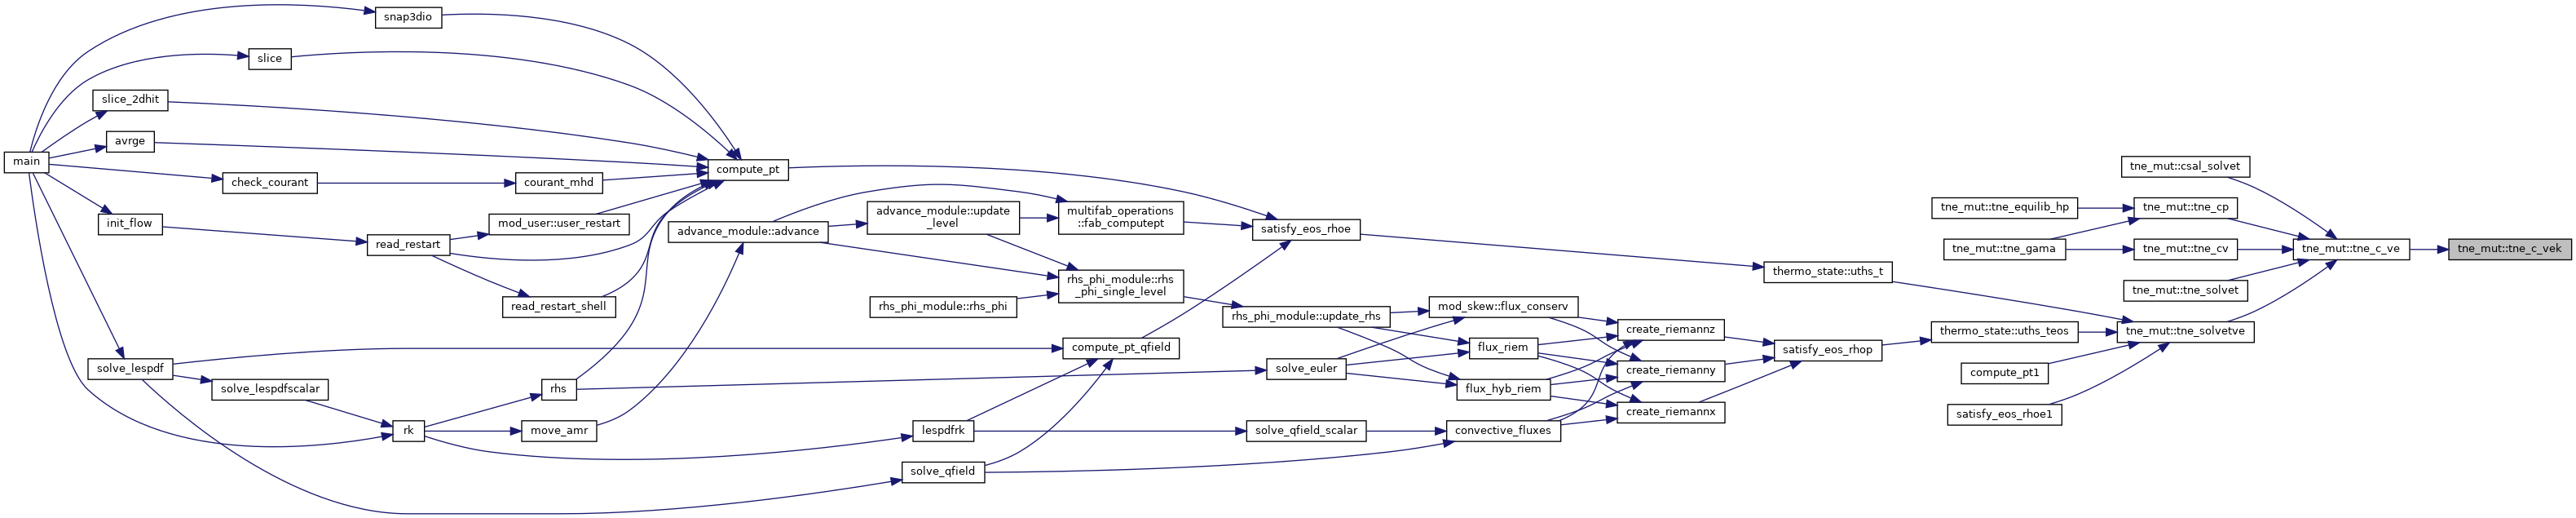 main
snap3dio
slice
slice_2dhit
avrge
check_courant
init_flow
solve_lespdf
solve_lespdfscalar
read_restart
rk
courant_mhd
mod_user::user_restart
read_restart_shell
rhs
move_amr
compute_pt
advance_module::advance
advance_module::update
_level
rhs_phi_module::rhs_phi
lespdfrk
solve_qfield
multifab_operations
::fab_computept
rhs_phi_module::rhs
_phi_single_level
compute_pt_qfield
satisfy_eos_rhoe
rhs_phi_module::update_rhs
solve_euler
solve_qfield_scalar
mod_skew::flux_conserv
flux_riem
flux_hyb_riem
convective_fluxes
create_riemannz
create_riemanny
create_riemannx
thermo_state::uths_t
satisfy_eos_rhop
tne_mut::tne_equilib_hp
tne_mut::tne_gama
thermo_state::uths_teos
compute_pt1
satisfy_eos_rhoe1
tne_mut::csal_solvet
tne_mut::tne_cp
tne_mut::tne_cv
tne_mut::tne_solvet
tne_mut::tne_solvetve
tne_mut::tne_c_ve
tne_mut::tne_c_vek